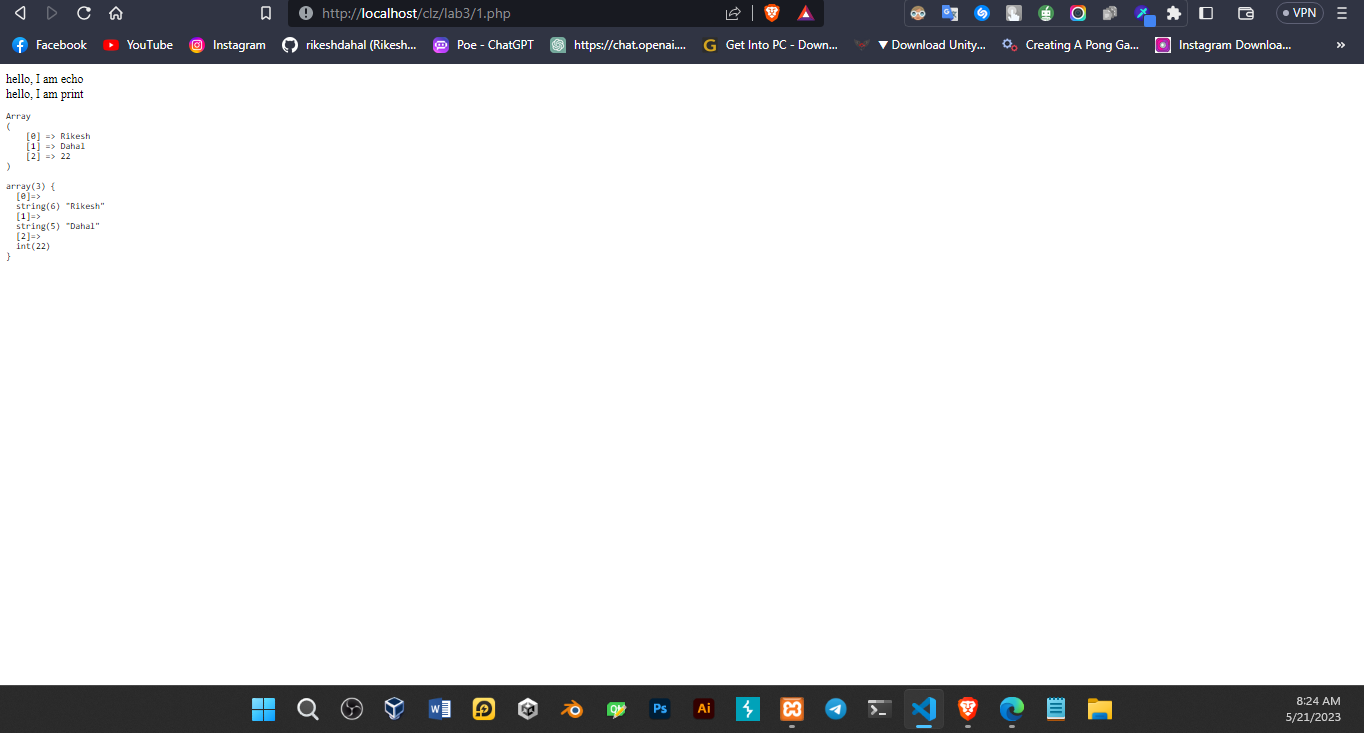 http://localhost/clz/lab3/1.php
VPN
Facebook
YouTube
Instagram
rikeshdahal (Rikesh...
Poe - ChatGPT
https://chat.openai....
G
Get Into PC - Down...
▼ Download Unity...
Creating A Pong Ga...
Instagram Downloa...
»
hello, I am echo
hello, I am print
Array
(
    [0] => Rikesh
    [1] => Dahal
    [2] => 22
)
array(3) {
  [0]=>
  string(6) "Rikesh"
  [1]=>
  string(5) "Dahal"
  [2]=>
  int(22)
}
Ps
Ai
8:24 AM
5/21/2023